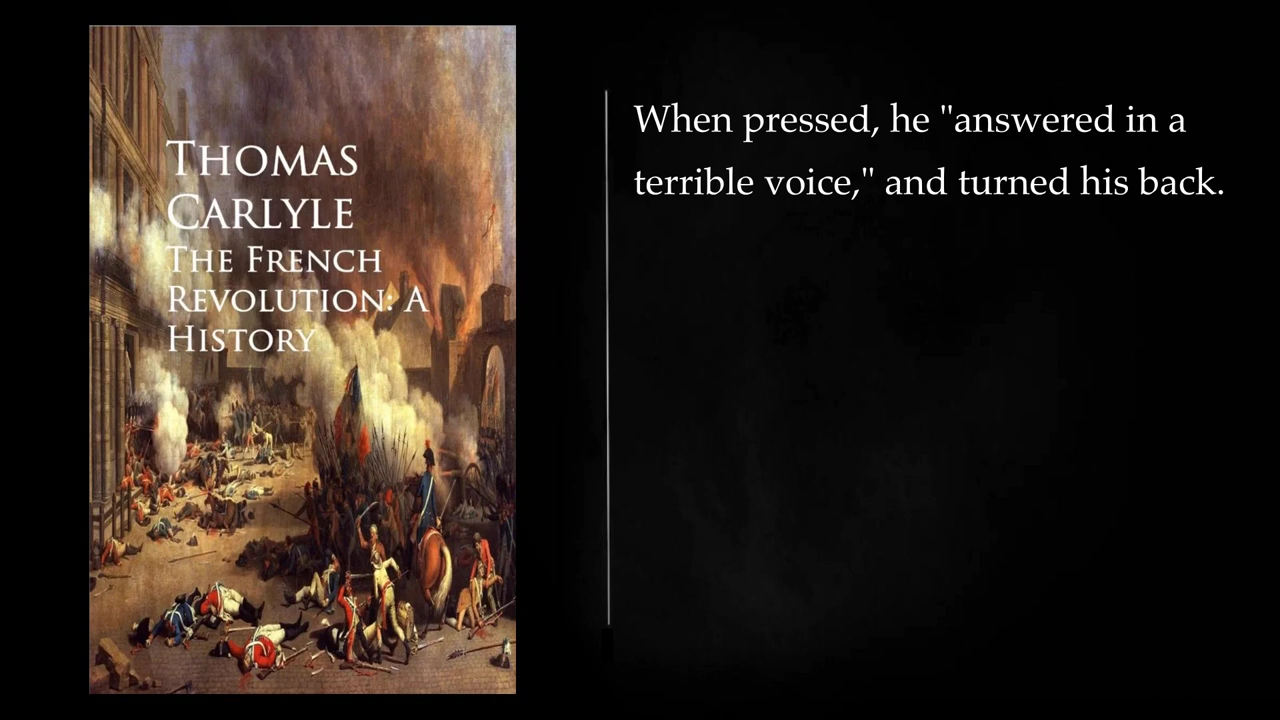 THOMAS
CARLYLE
THE FRENCH
REVOLUTION: A
HISTORY
When pressed, he "answered in a
terrible voice," and turned his back.